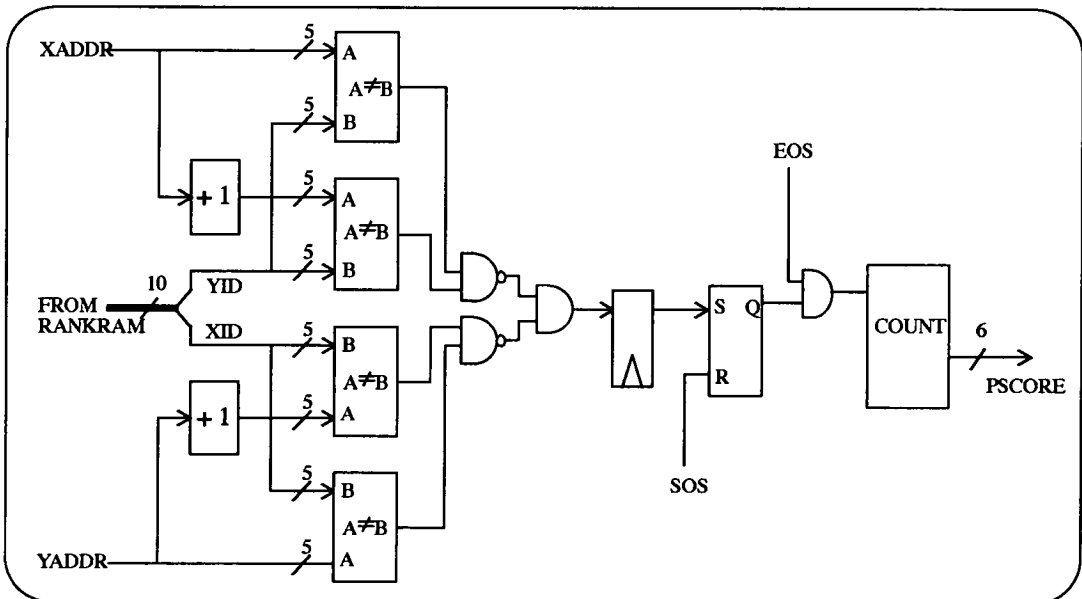 XADDR
5
A
A≠B
5
B
+ 1
5
A
A≠B
5
B
10
YID
FROM
RANKRAM
XID
5
B
A≠B
5
A
+ 1
5
B
A≠B
5
A
YADDR
S
Q
R
SOS
EOS
COUNT
6
PSCORE